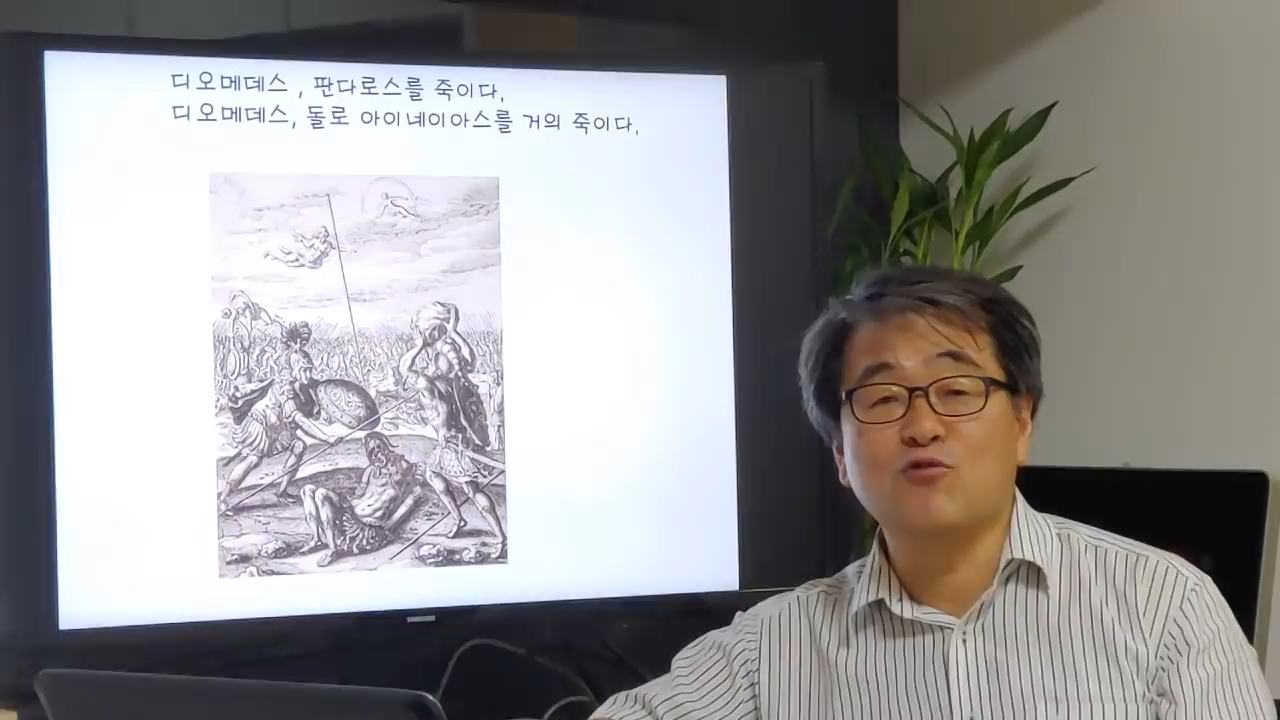 디오메데스 , 판다로스를 죽이다,
디오메데스, 돌로 아이네이아스를 거의 죽이다,